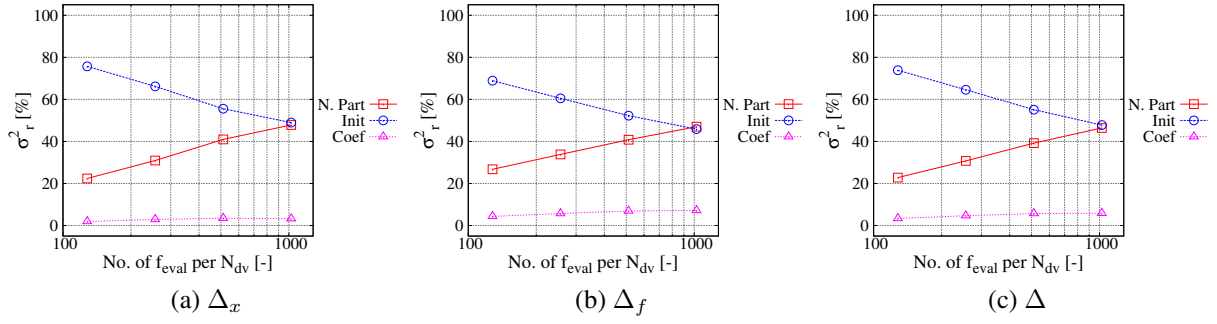 100
80
60
40
20
0
σ²r [%]
100
1000
No. of feval per Ndv [-]
N. Part
Init
Coef
(a) Δx
100
80
60
40
20
0
σ²r [%]
100
1000
No. of feval per Ndv [-]
N. Part
Init
Coef
(b) Δf
100
80
60
40
20
0
σ²r [%]
100
1000
No. of feval per Ndv [-]
N. Part
Init
Coef
(c) Δ